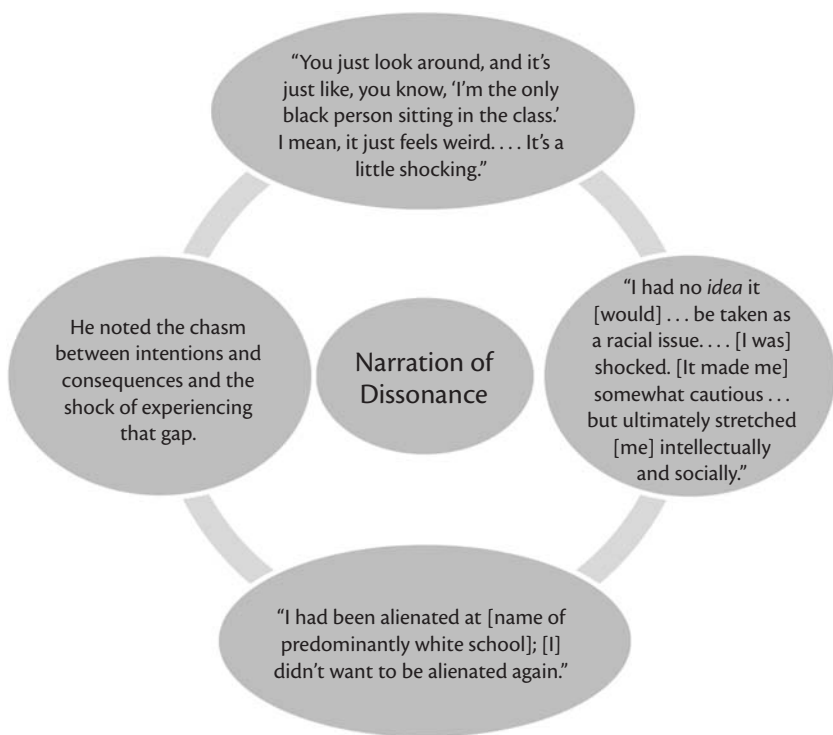 “You just look around, and it’s
just like, you know, ‘I’m the only
black person sitting in the class.’
I mean, it just feels weird. . . . It’s a
little shocking.”
He noted the chasm
between intentions and
consequences and the
shock of experiencing
that gap.
Narration of
Dissonance
“I had no idea it
[would] . . . be taken as
a racial issue. . . . [I was]
shocked. [It made me]
somewhat cautious . . .
but ultimately stretched
[me] intellectually
and socially.”
“I had been alienated at [name of
predominantly white school]; [I]
didn’t want to be alienated again.”